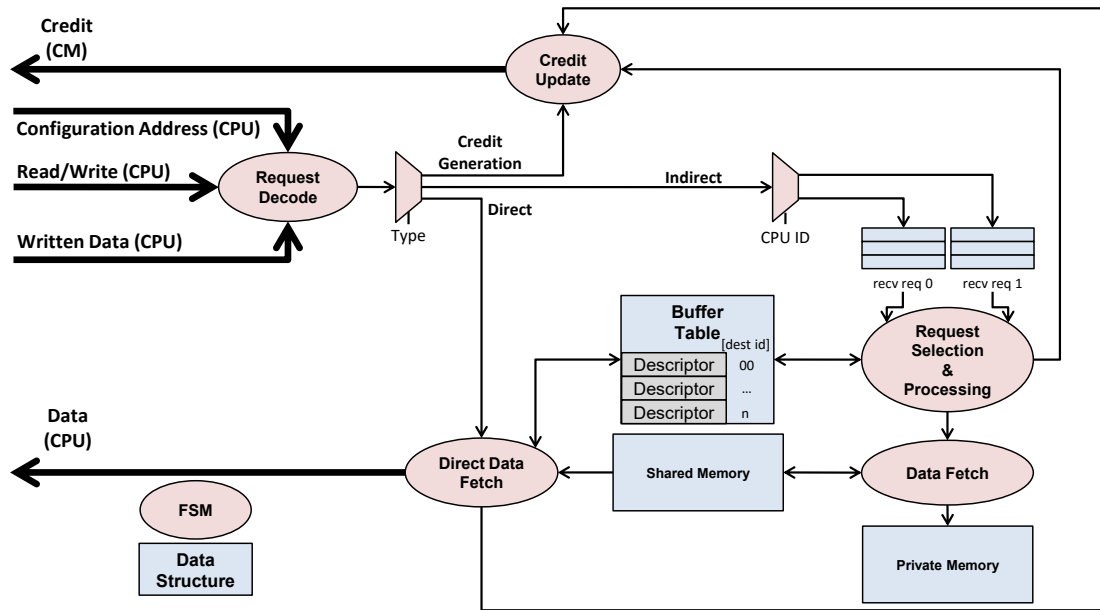 Credit
(CM)
Credit
Update
Configuration Address (CPU)
Credit
Generation
Read/Write (CPU)
Request
Decode
Indirect
Direct
Written Data (CPU)
Type
CPU ID
recv req 0
recv req 1
Buffer
Table
[dest id]
Descriptor 00
Descriptor ...
Descriptor n
Request
Selection
&
Processing
Data
(CPU)
Direct Data
Fetch
Shared Memory
Data Fetch
FSM
Data
Structure
Private Memory